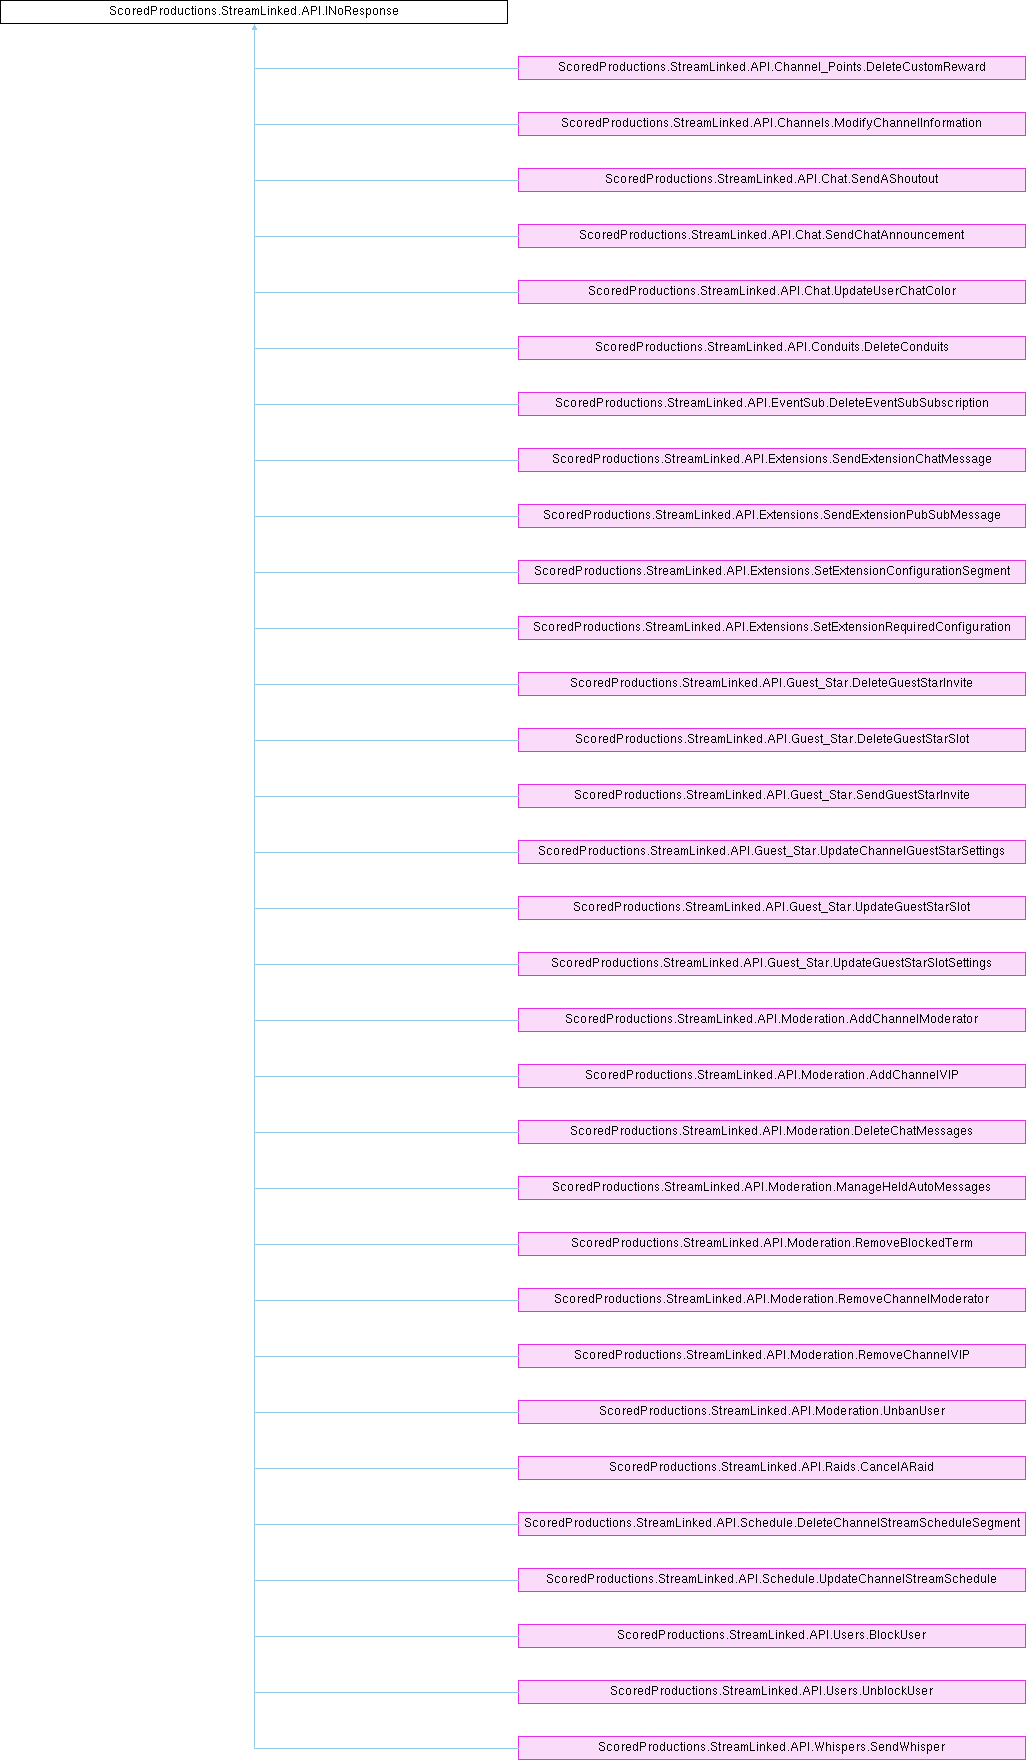 ScoredProductions.StreamLinked.API.INoResponse
ScoredProductions.StreamLinked.API.Channel_Points.DeleteCustomReward
ScoredProductions.StreamLinked.API.Channels.ModifyChannelInformation
ScoredProductions.StreamLinked.API.Chat.SendAShoutout
ScoredProductions.StreamLinked.API.Chat.SendChatAnnouncement
ScoredProductions.StreamLinked.API.Chat.UpdateUserChatColor
ScoredProductions.StreamLinked.API.Conduits.DeleteConduits
ScoredProductions.StreamLinked.API.EventSub.DeleteEventSubSubscription
ScoredProductions.StreamLinked.API.Extensions.SendExtensionChatMessage
ScoredProductions.StreamLinked.API.Extensions.SendExtensionPubSubMessage
ScoredProductions.StreamLinked.API.Extensions.SetExtensionConfigurationSegment
ScoredProductions.StreamLinked.API.Extensions.SetExtensionRequiredConfiguration
ScoredProductions.StreamLinked.API.Guest_Star.DeleteGuestStarInvite
ScoredProductions.StreamLinked.API.Guest_Star.DeleteGuestStarSlot
ScoredProductions.StreamLinked.API.Guest_Star.SendGuestStarInvite
ScoredProductions.StreamLinked.API.Guest_Star.UpdateChannelGuestStarSettings
ScoredProductions.StreamLinked.API.Guest_Star.UpdateGuestStarSlot
ScoredProductions.StreamLinked.API.Guest_Star.UpdateGuestStarSlotSettings
ScoredProductions.StreamLinked.API.Moderation.AddChannelModerator
ScoredProductions.StreamLinked.API.Moderation.AddChannelVIP
ScoredProductions.StreamLinked.API.Moderation.DeleteChatMessages
ScoredProductions.StreamLinked.API.Moderation.ManageHeldAutoMessages
ScoredProductions.StreamLinked.API.Moderation.RemoveBlockedTerm
ScoredProductions.StreamLinked.API.Moderation.RemoveChannelModerator
ScoredProductions.StreamLinked.API.Moderation.RemoveChannelVIP
ScoredProductions.StreamLinked.API.Moderation.UnbanUser
ScoredProductions.StreamLinked.API.Raids.CancelARaid
ScoredProductions.StreamLinked.API.Schedule.DeleteChannelStreamScheduleSegment
ScoredProductions.StreamLinked.API.Schedule.UpdateChannelStreamSchedule
ScoredProductions.StreamLinked.API.Users.BlockUser
ScoredProductions.StreamLinked.API.Users.UnblockUser
ScoredProductions.StreamLinked.API.Whispers.SendWhisper